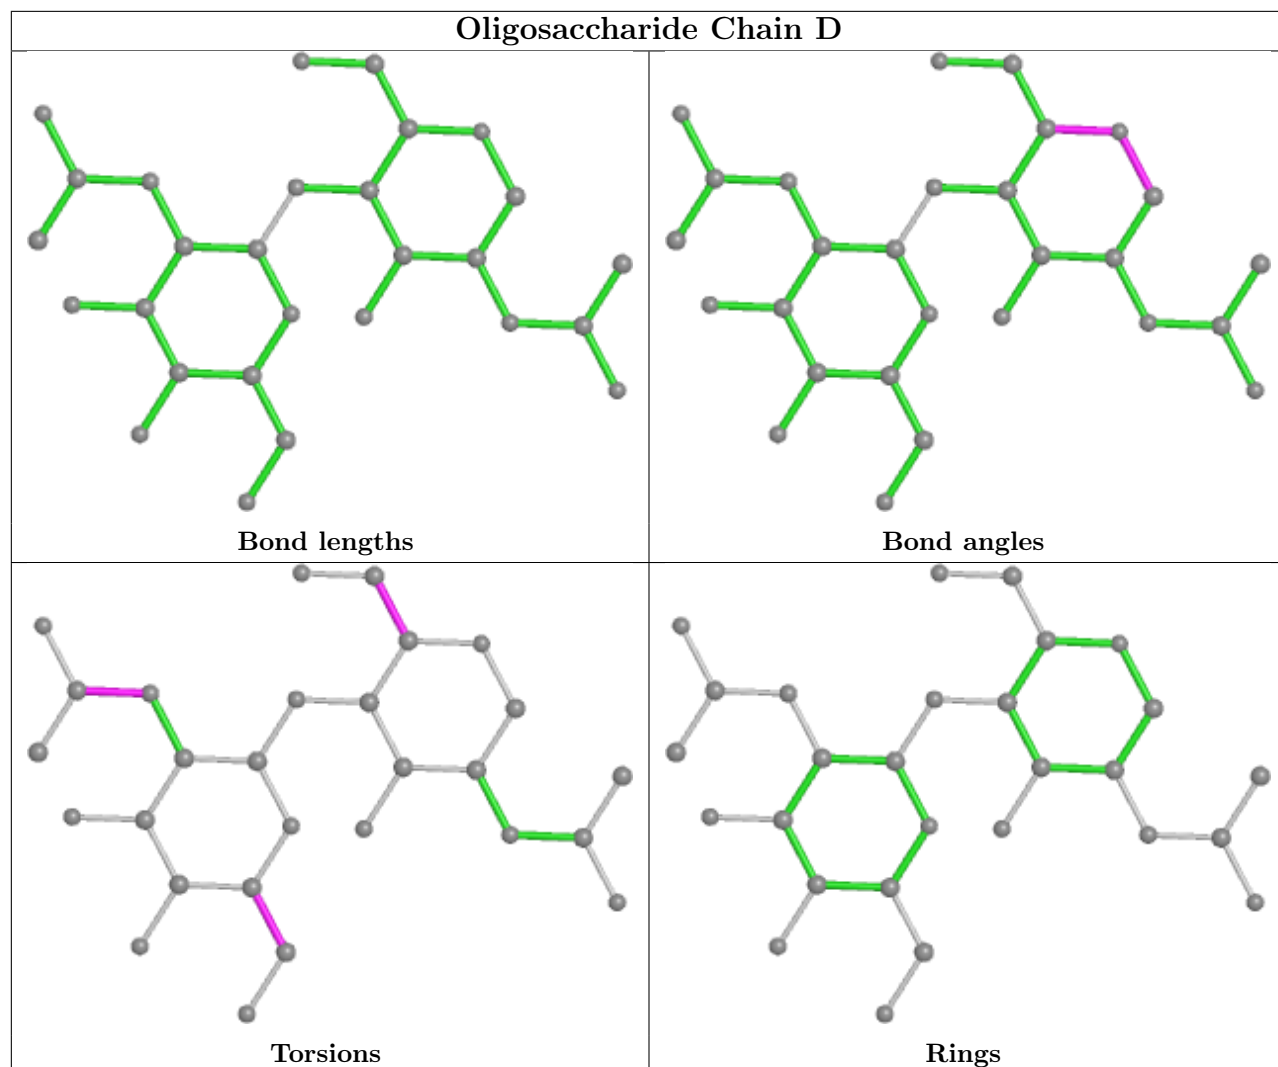 Oligosaccharide Chain D
Bond lengths
Bond angles
Torsions
Rings